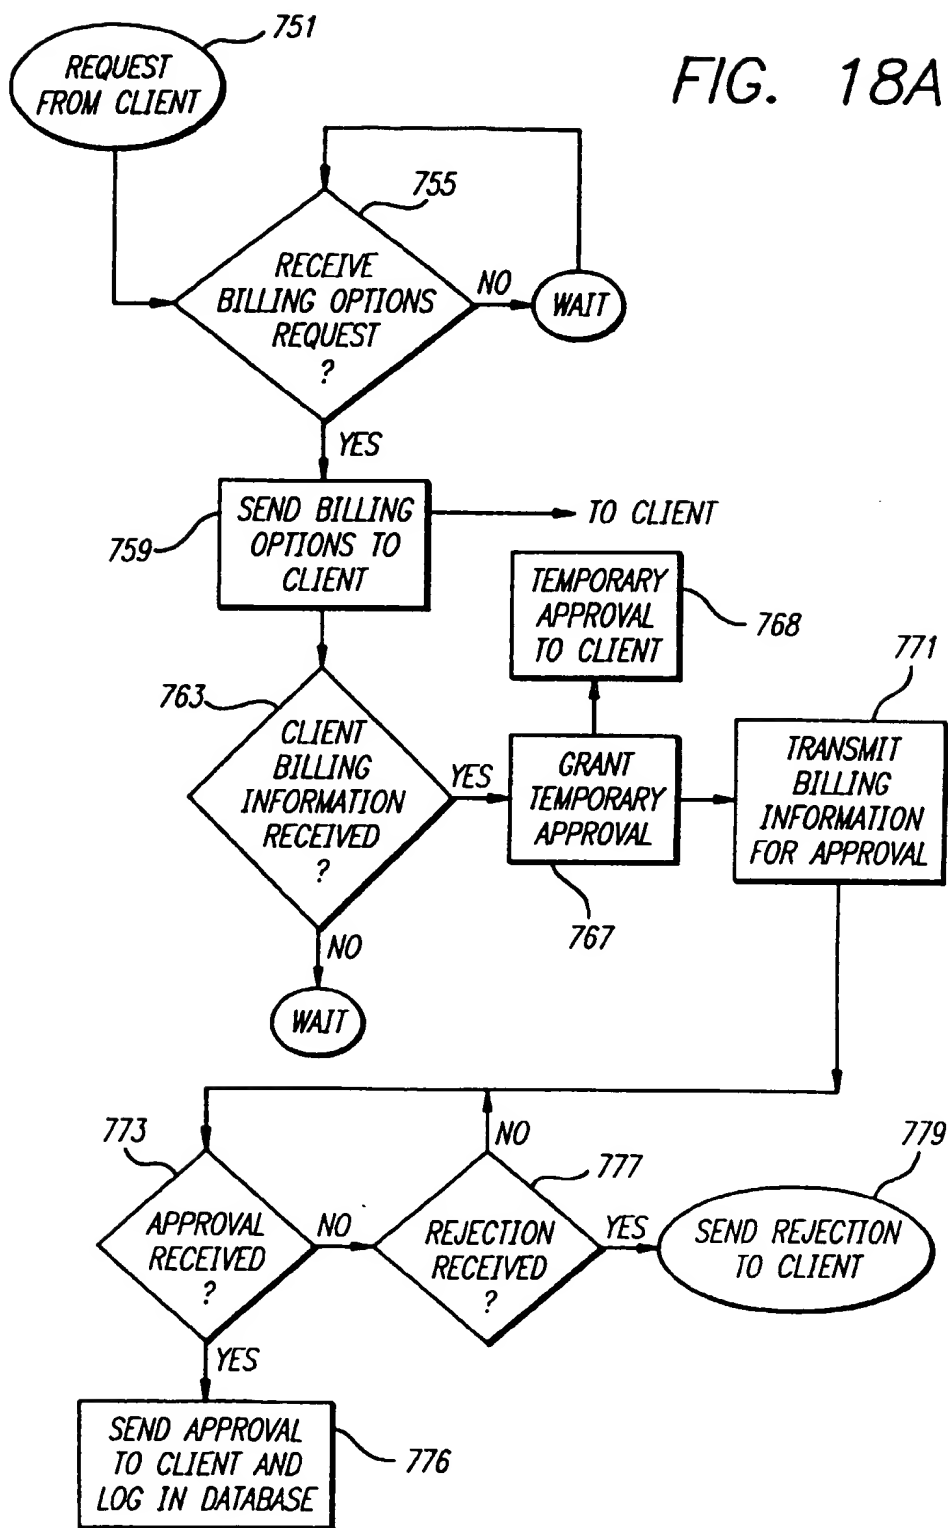 751
REQUEST
FROM CLIENT
FIG. 18A
755
RECEIVE
BILLING OPTIONS
REQUEST
?
NO
WAIT
YES
759
SEND BILLING
OPTIONS TO
CLIENT
TO CLIENT
TEMPORARY
APPROVAL
TO CLIENT
768
763
CLIENT
BILLING
INFORMATION
RECEIVED
?
YES
GRANT
TEMPORARY
APPROVAL
767
771
TRANSMIT
BILLING
INFORMATION
FOR APPROVAL
NO
WAIT
773
APPROVAL
RECEIVED
?
NO
NO
777
REJECTION
RECEIVED
?
YES
779
SEND REJECTION
TO CLIENT
YES
SEND APPROVAL
TO CLIENT AND
LOG IN DATABASE
776